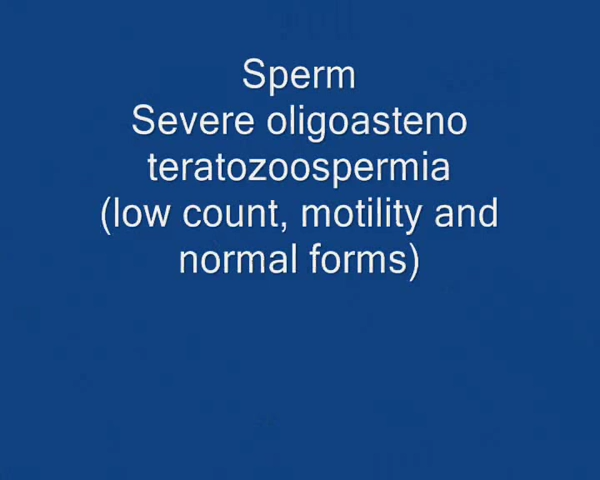 Sperm
Severe oligoasteno
teratozoospermia
(low count, motility and
normal forms)